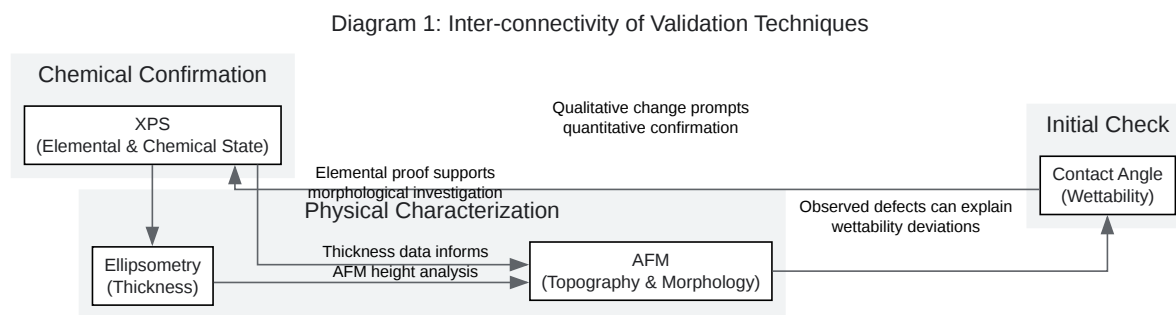 Diagram 1: Inter-connectivity of Validation Techniques
Chemical Confirmation
XPS
(Elemental & Chemical State)
Qualitative change prompts
quantitative confirmation
Initial Check
Contact Angle
(Wettability)
Elemental proof supports
morphological investigation
Physical Characterization
Observed defects can explain
wettability deviations
Ellipsometry
(Thickness)
Thickness data informs
AFM height analysis
AFM
(Topography & Morphology)